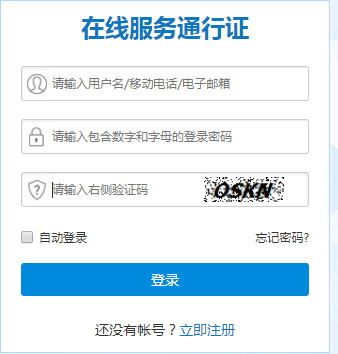 在线服务通行证
请输入用户名/移动电话/电子邮箱
请输入包含数字和字母的登录密码
请输入右侧验证码 OSKN
自动登录 忘记密码?
登录
还没有帐号？立即注册